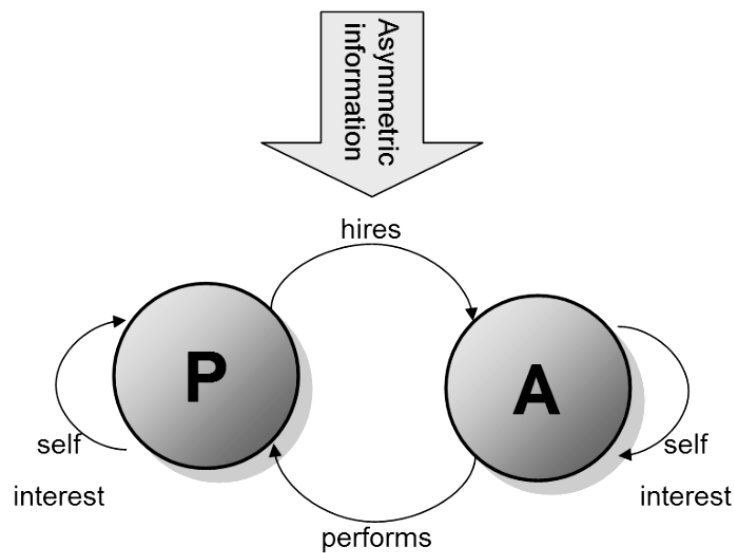 Asymmetric
information
hires
P
A
self
interest
self
interest
performs